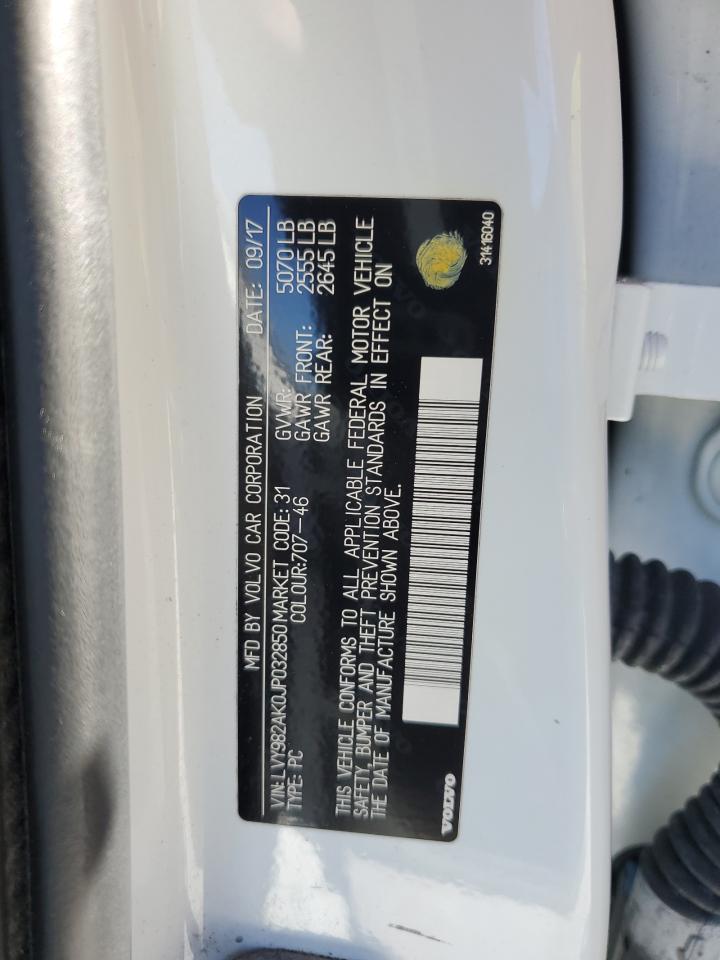 MFD BY VOLVO CAR CORPORATION DATE: 09/17
VIN: LVY982AK0JP032850 MARKET CODE: 31 GVWR: 5070 LB
TYPE: PC COLOUR:707-46 GAWR FRONT: 2555 LB
GAWR REAR: 2645 LB
THIS VEHICLE CONFORMS TO ALL APPLICABLE FEDERAL MOTOR VEHICLE
SAFETY, BUMPER AND THEFT PREVENTION STANDARDS IN EFFECT ON
THE DATE OF MANUFACTURE SHOWN ABOVE.
VOLVO
31416040